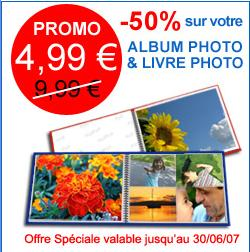 PROMO
4,99 €
9,99 €
-50% sur votre
ALBUM PHOTO
& LIVRE PHOTO
Offre Spéciale valable jusqu'au 30/06/07